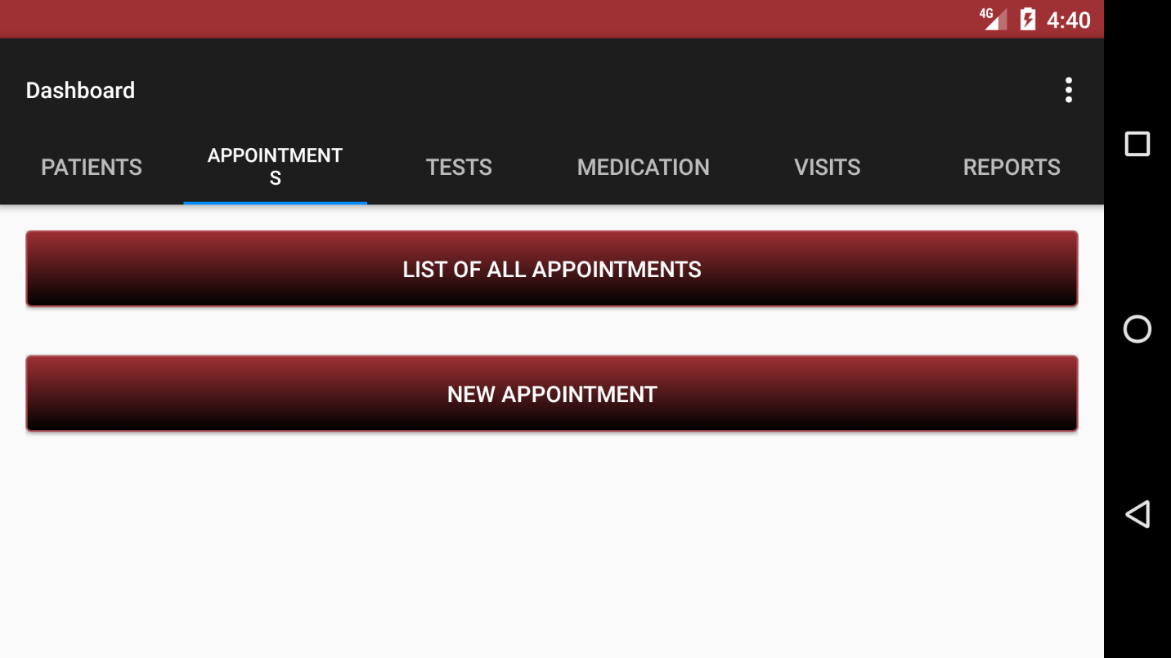 4G 4:40
Dashboard
PATIENTS
APPOINTMENT
S
TESTS
MEDICATION
VISITS
REPORTS
LIST OF ALL APPOINTMENTS
NEW APPOINTMENT